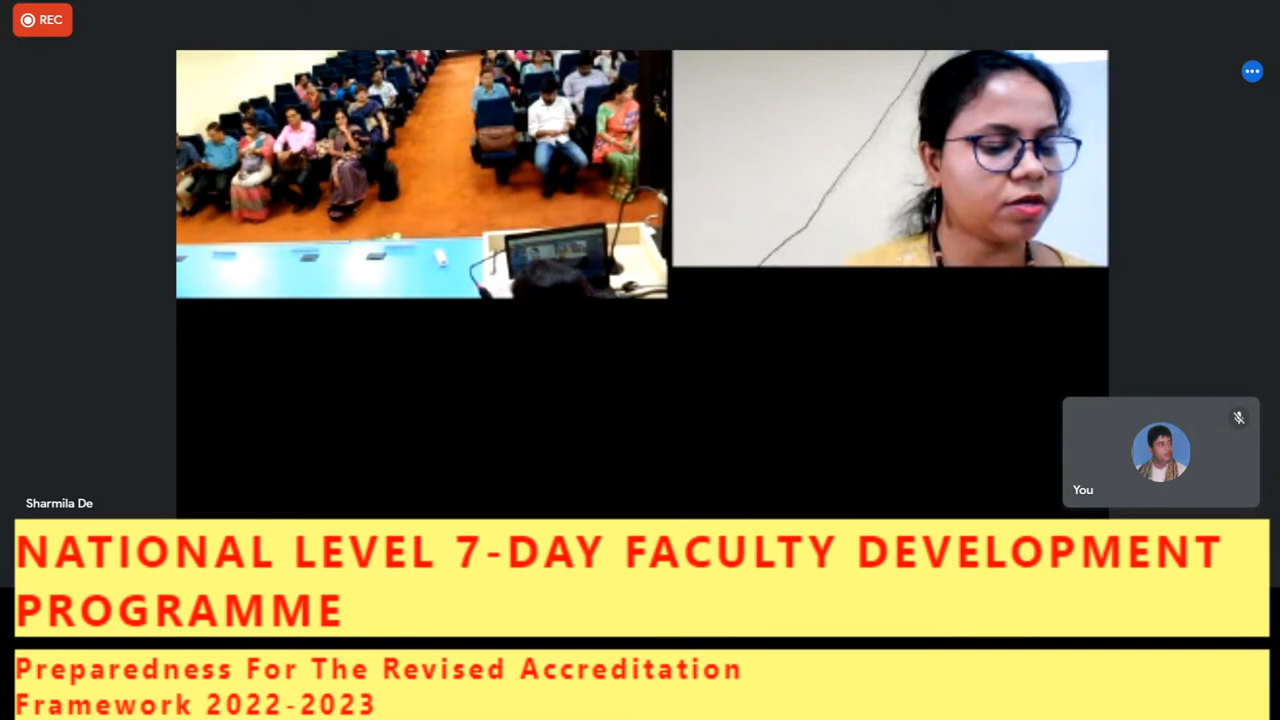 REC
You
Sharmila De
NATIONAL LEVEL 7-DAY FACULTY DEVELOPMENT
PROGRAMME
Preparedness For The Revised Accreditation
Framework 2022-2023